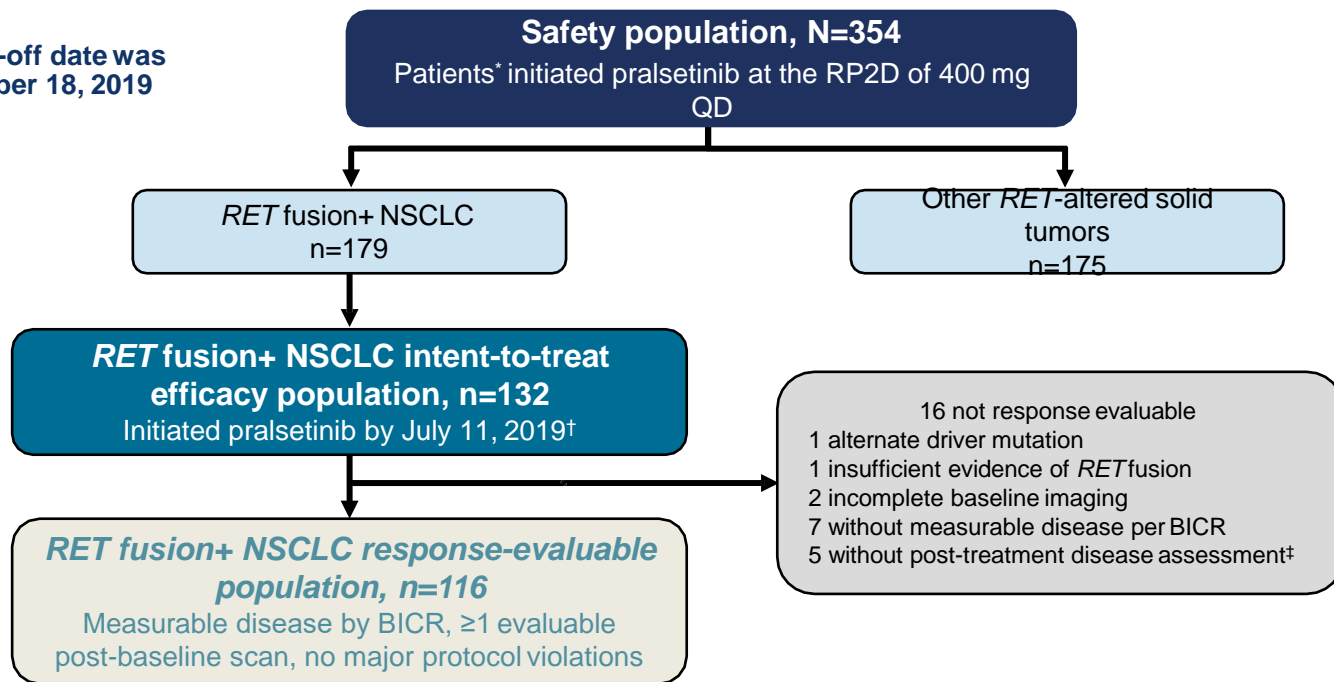 -off date was
ber 18, 2019
Safety population, N=354
Patients* initiated pralsetinib at the RP2D of 400 mg
QD
RET fusion+ NSCLC
n=179
Other RET-altered solid
tumors
n=175
RET fusion+ NSCLC intent-to-treat
efficacy population, n=132
Initiated pralsetinib by July 11, 2019†
16 not response evaluable
1 alternate driver mutation
1 insufficient evidence of RET fusion
2 incomplete baseline imaging
7 without measurable disease per BICR
5 without post-treatment disease assessment‡
RET fusion+ NSCLC response-evaluable
population, n=116
Measurable disease by BICR, ≥1 evaluable
post-baseline scan, no major protocol violations